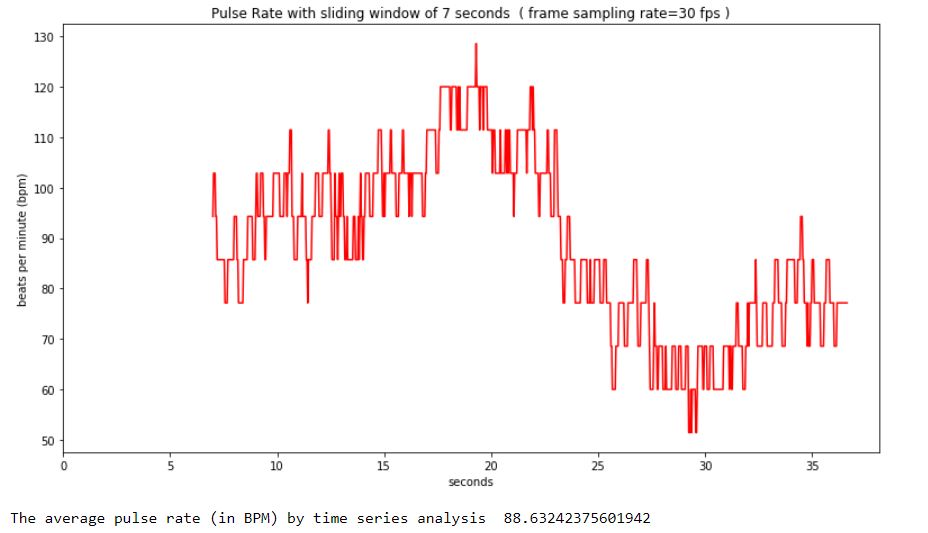 Pulse Rate with sliding window of 7 seconds ( frame sampling rate=30 fps )
130
120
110
100
90
80
70
60
50
beats per minute (bpm)
0 5 10 15 20 25 30 35
seconds
The average pulse rate (in BPM) by time series analysis 88.63242375601942